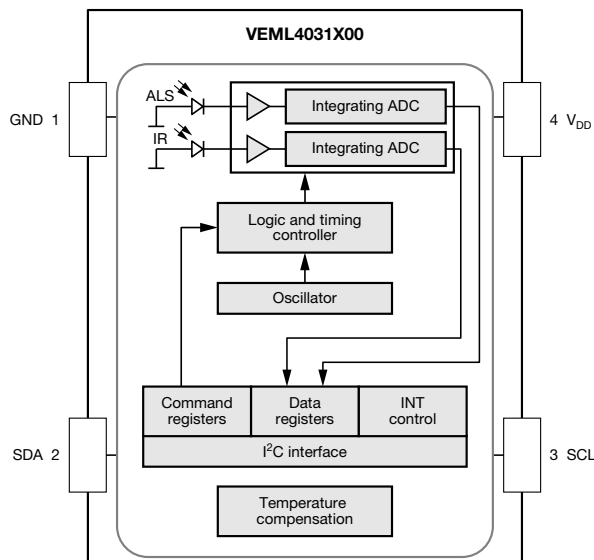 VEML4031X00
GND 1
4 VDD
ALS
Integrating ADC
IR
Integrating ADC
Logic and timing
controller
Oscillator
Command
registers
Data
registers
INT
control
I²C interface
SDA 2
3 SCL
Temperature
compensation